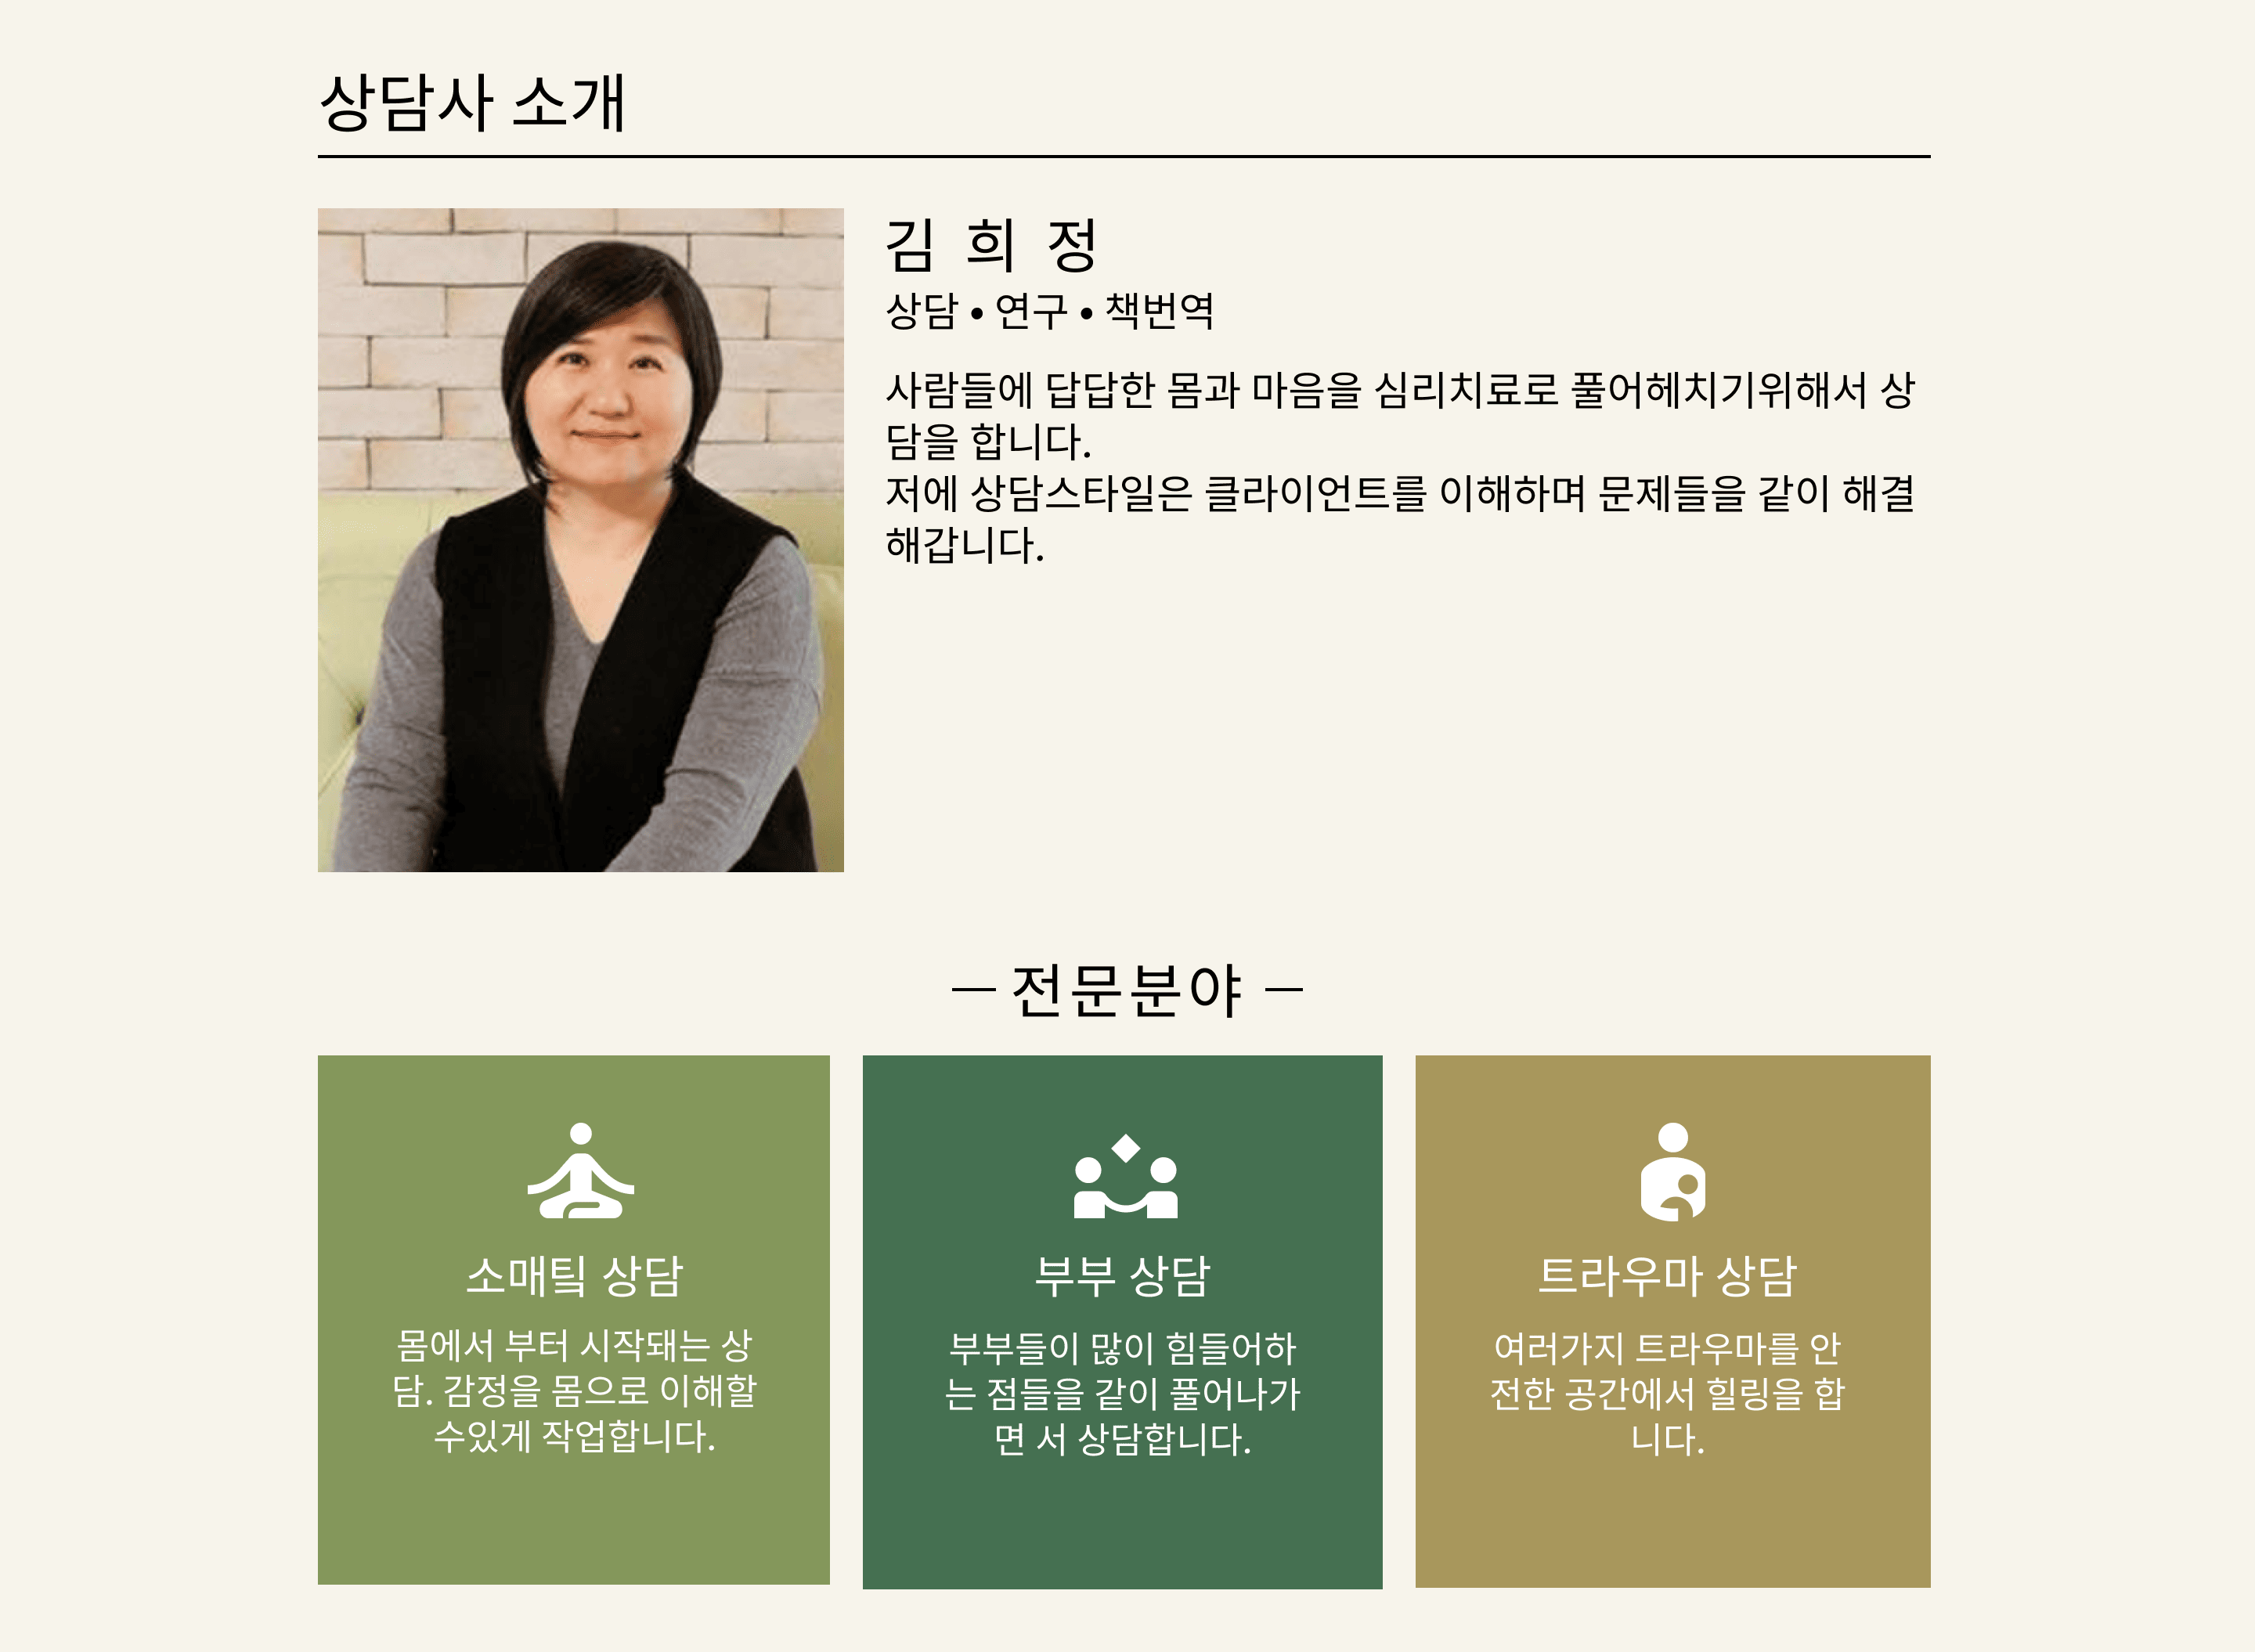 상담사 소개
김 희 정
상담 • 연구 • 책번역
사람들에 답답한 몸과 마음을 심리치료로 풀어헤치기위해서 상
담을 합니다.
저에 상담스타일은 클라이언트를 이해하며 문제들을 같이 해결
해갑니다.
— 전문분야 —
소매틱 상담
몸에서 부터 시작돼는 상
담. 감정을 몸으로 이해할
수있게 작업합니다.
부부 상담
부부들이 많이 힘들어하
는 점들을 같이 풀어나가
면 서 상담합니다.
트라우마 상담
여러가지 트라우마를 안
전한 공간에서 힐링을 합
니다.